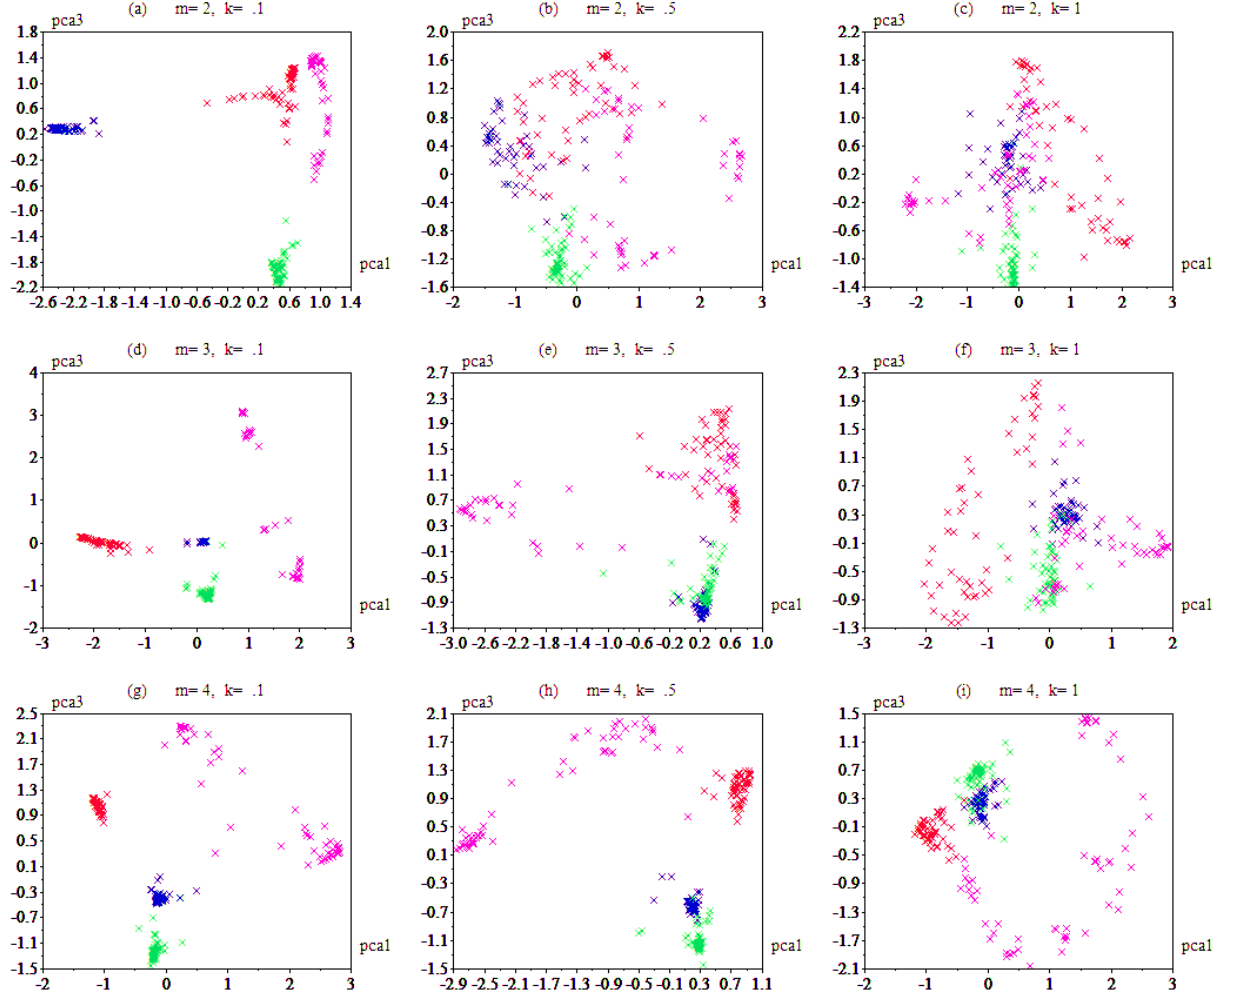 (a) m= 2, k= .1
pca3
1.8
1.4
1.0
0.6
0.2
-0.2
-0.6
-1.0
-1.4
-1.8
-2.2
-2.6 -2.2 -1.8 -1.4 -1.0 -0.6 -0.2 0.2 0.6 1.0 1.4
pca1
(b) m= 2, k= .5
pca3
2.0
1.6
1.2
0.8
0.4
0
-0.4
-0.8
-1.2
-1.6
-2 -1 0 1 2 3
pca1
(c) m= 2, k= 1
pca3
2.2
1.8
1.4
1.0
0.6
0.2
-0.2
-0.6
-1.0
-1.4
-3 -2 -1 0 1 2 3
pca1
(d) m= 3, k= .1
pca3
4
3
2
1
0
-1
-2
-3 -2 -1 0 1 2 3
pca1
(e) m= 3, k= .5
pca3
2.7
2.3
1.9
1.5
1.1
0.7
0.3
-0.1
-0.5
-0.9
-1.3
-3.0 -2.6 -2.2 -1.8 -1.4 -1.0 -0.6 -0.2 0.2 0.6 1.0
pca1
(f) m= 3, k= 1
pca3
2.3
1.9
1.5
1.1
0.7
0.3
-0.1
-0.5
-0.9
-1.3
-3 -2 -1 0 1 2
pca1
(g) m= 4, k= .1
pca3
2.5
2.1
1.7
1.3
0.9
0.5
0.1
-0.3
-0.7
-1.1
-1.5
-2 -1 0 1 2 3
pca1
(h) m= 4, k= .5
pca3
2.1
1.7
1.3
0.9
0.5
0.1
-0.3
-0.7
-1.1
-1.5
-2.9 -2.5 -2.1 -1.7 -1.3 -0.9 -0.5 -0.1 0.3 0.7 1.1
pca1
(i) m= 4, k= 1
pca3
1.5
1.1
0.7
0.3
-0.1
-0.5
-0.9
-1.3
-1.7
-2.1
-2 -1 0 1 2 3
pca1